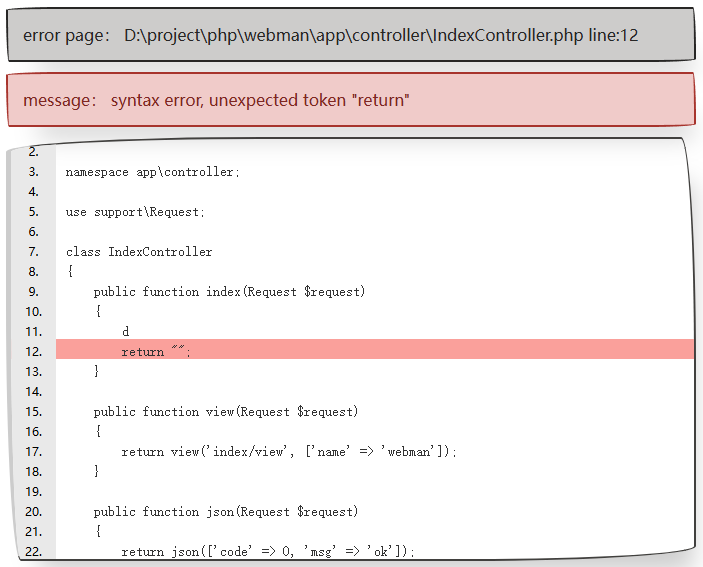 error page： D:\project\php\webman\app\controller\IndexController.php line:12
message： syntax error, unexpected token "return"
2.
3. namespace app\controller;
4.
5. use support\Request;
6.
7. class IndexController
8. {
9.     public function index(Request $request)
10.     {
11.         d
12.         return "";
13.     }
14.
15.     public function view(Request $request)
16.     {
17.         return view('index/view', ['name' => 'webman']);
18.     }
19.
20.     public function json(Request $request)
21.     {
22.         return json(['code' => 0, 'msg' => 'ok']);